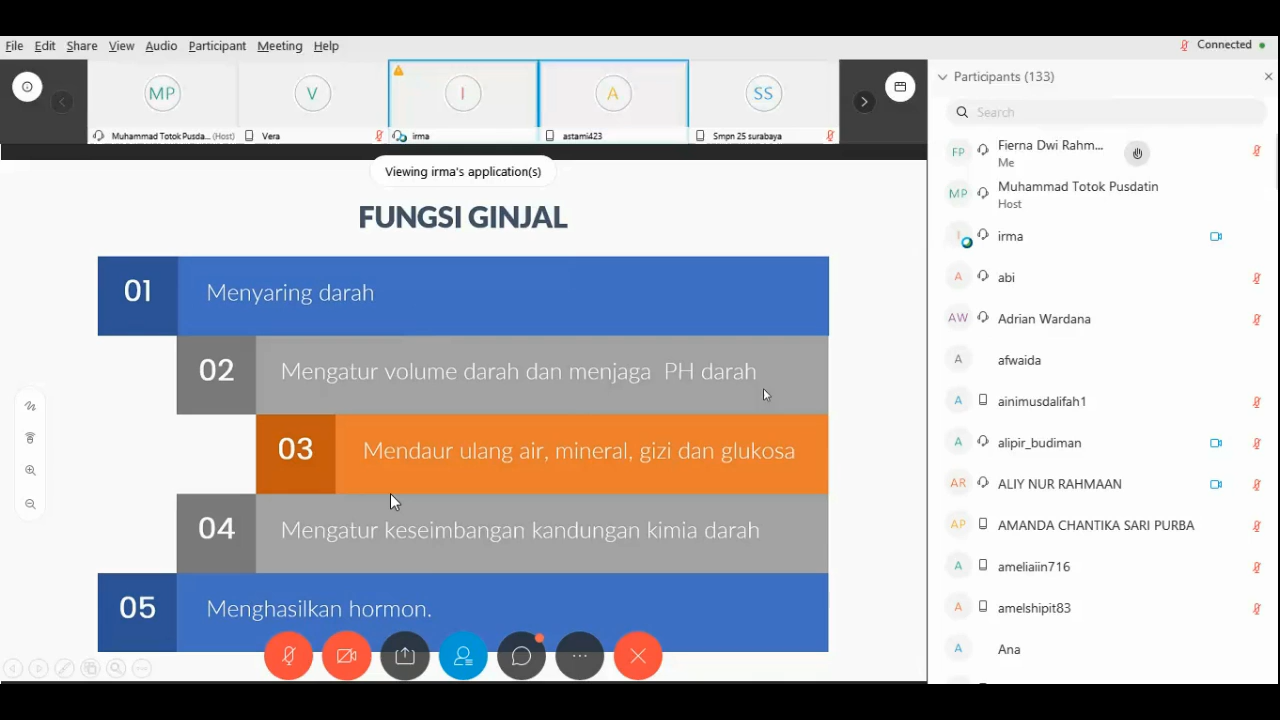 File Edit Share View Audio Participant Meeting Help
Connected
MP
V
I
A
SS
Muhammad Totok Pusda... (Host)
Vera
irma
astami423
Smpn 25 surabaya
Viewing irma's application(s)
FUNGSI GINJAL
01 Menyaring darah
02 Mengatur volume darah dan menjaga PH darah
03 Mendaur ulang air, mineral, gizi dan glukosa
04 Mengatur keseimbangan kandungan kimia darah
05 Menghasilkan hormon.
Participants (133)
Search
FP Fierna Dwi Rahm...
Me
MP Muhammad Totok Pusdatin
Host
I irma
A abi
AW Adrian Wardana
A afwaida
A ainimusdalifah1
A alipir_budiman
AR ALIY NUR RAHMAAN
AP AMANDA CHANTIKA SARI PURBA
A ameliaiin716
A amelshipit83
A Ana